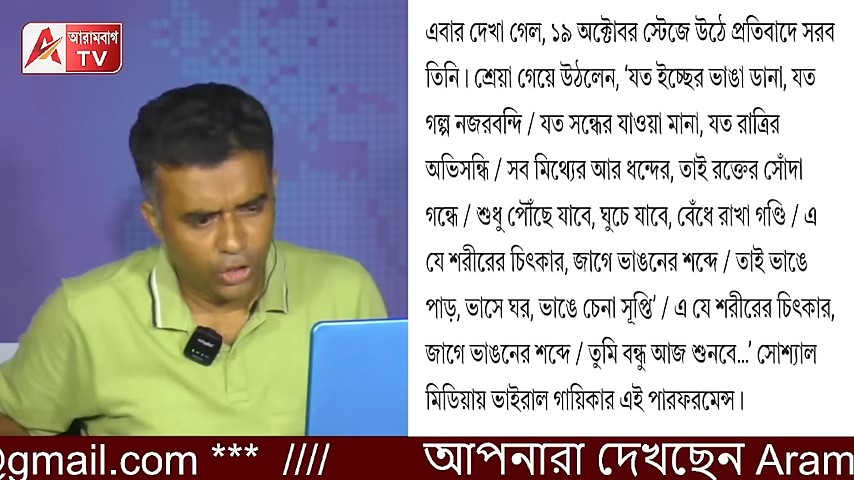 আরামবাগ
TV
এবার দেখা গেল, ১৯ অক্টোবর স্টেজে উঠে প্রতিবাদে সরব
তিনি। শ্রেয়া গেয়ে উঠলেন, ‘যত ইচ্ছের ভাঙা ডানা, যত
গল্প নজরবন্দি / যত সন্ধের যাওয়া মানা, যত রাত্রির
অভিসন্ধি / সব মিথ্যের আর ধন্দের, তাই রক্তের সোঁদা
গন্ধে / শুধু পৌঁছে যাবে, ঘুচে যাবে, বেঁধে রাখা গণ্ডি / এ
যে শরীরের চিৎকার, জাগে ভাঙনের শব্দে / তাই ভাঙে
পাড়, ভাসে ঘর, ভাঙে চেনা সূপ্তি’ / এ যে শরীরের চিৎকার,
জাগে ভাঙনের শব্দে / তুমি বন্ধু আজ শুনবে...’ সোশ্যাল
মিডিয়ায় ভাইরাল গায়িকার এই পারফরমেন্স।
@gmail.com *** //// আপনারা দেখছেন Aram